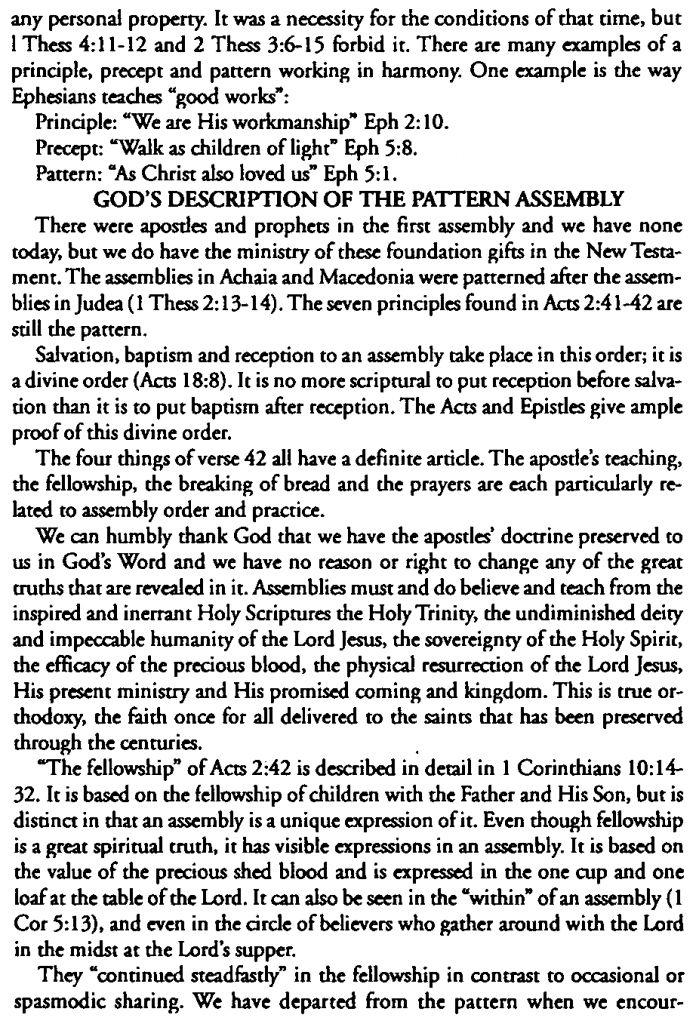 any personal property. It was a necessity for the conditions of that time, but
1 Thess 4:11-12 and 2 Thess 3:6-15 forbid it. There are many examples of a
principle, precept and pattern working in harmony. One example is the way
Ephesians teaches “good works”:
Principle: “We are His workmanship” Eph 2:10.
Precept: “Walk as children of light” Eph 5:8.
Pattern: “As Christ also loved us” Eph 5:1.
GOD’S DESCRIPTION OF THE PATTERN ASSEMBLY
There were apostles and prophets in the first assembly and we have none
today, but we do have the ministry of these foundation gifts in the New Testa-
ment. The assemblies in Achaia and Macedonia were patterned after the assem-
blies in Judea (1 Thess 2:13-14). The seven principles found in Acts 2:41-42 are
still the pattern.
Salvation, baptism and reception to an assembly take place in this order; it is
a divine order (Acts 18:8). It is no more scriptural to put reception before salva-
tion than it is to put baptism after reception. The Acts and Epistles give ample
proof of this divine order.
The four things of verse 42 all have a definite article. The apostle’s teaching,
the fellowship, the breaking of bread and the prayers are each particularly re-
lated to assembly order and practice.
We can humbly thank God that we have the apostles’ doctrine preserved to
us in God’s Word and we have no reason or right to change any of the great
truths that are revealed in it. Assemblies must and do believe and teach from the
inspired and inerrant Holy Scriptures the Holy Trinity, the undiminished deity
and impeccable humanity of the Lord Jesus, the sovereignty of the Holy Spirit,
the efficacy of the precious blood, the physical resurrection of the Lord Jesus,
His present ministry and His promised coming and kingdom. This is true or-
thodoxy, the faith once for all delivered to the saints that has been preserved
through the centuries.
“The fellowship” of Acts 2:42 is described in detail in 1 Corinthians 10:14-
32. It is based on the fellowship of children with the Father and His Son, but is
distinct in that an assembly is a unique expression of it. Even though fellowship
is a great spiritual truth, it has visible expressions in an assembly. It is based on
the value of the precious shed blood and is expressed in the one cup and one
loaf at the table of the Lord. It can also be seen in the “within” of an assembly (1
Cor 5:13), and even in the circle of believers who gather around with the Lord
in the midst at the Lord’s supper.
They “continued steadfastly” in the fellowship in contrast to occasional or
spasmodic sharing. We have departed from the pattern when we encour-